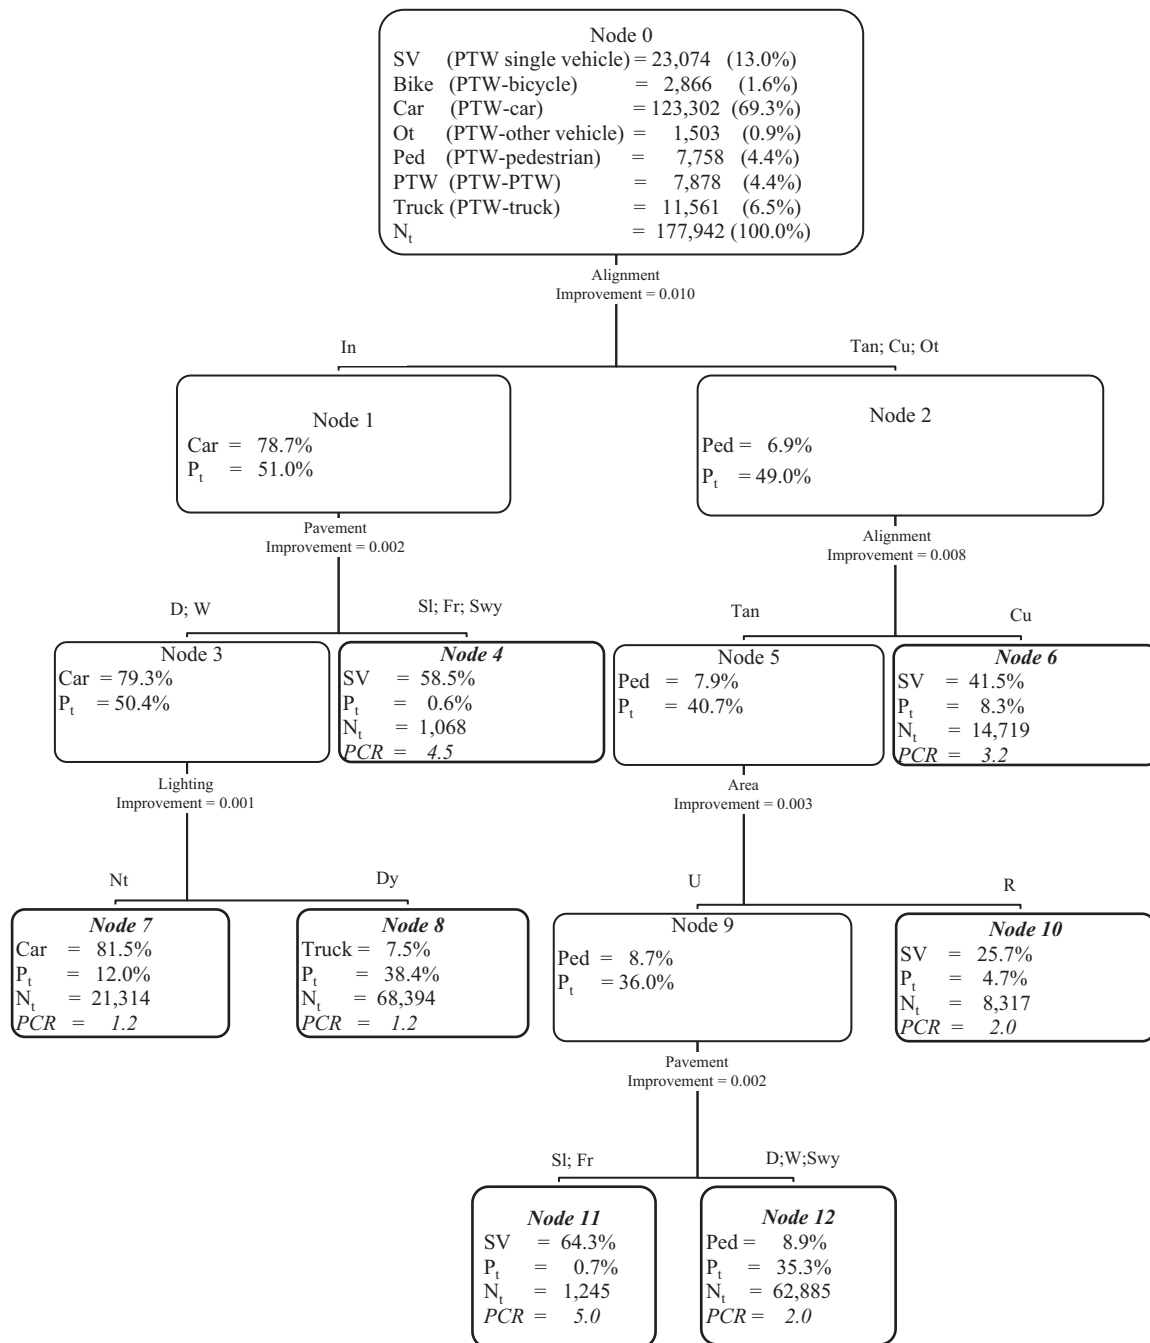 Node 0
SV (PTW single vehicle) = 23,074 (13.0%)
Bike (PTW-bicycle) = 2,866 (1.6%)
Car (PTW-car) = 123,302 (69.3%)
Ot (PTW-other vehicle) = 1,503 (0.9%)
Ped (PTW-pedestrian) = 7,758 (4.4%)
PTW (PTW-PTW) = 7,878 (4.4%)
Truck (PTW-truck) = 11,561 (6.5%)
Nt = 177,942 (100.0%)
Alignment
Improvement = 0.010
In
Tan; Cu; Ot
Node 1
Car = 78.7%
Pt = 51.0%
Node 2
Ped = 6.9%
Pt = 49.0%
Pavement
Improvement = 0.002
Alignment
Improvement = 0.008
D; W
Sl; Fr; Swy
Tan
Cu
Node 3
Car = 79.3%
Pt = 50.4%
Node 4
SV = 58.5%
Pt = 0.6%
Nt = 1,068
PCR = 4.5
Node 5
Ped = 7.9%
Pt = 40.7%
Node 6
SV = 41.5%
Pt = 8.3%
Nt = 14,719
PCR = 3.2
Lighting
Improvement = 0.001
Area
Improvement = 0.003
Nt
Dy
U
R
Node 7
Car = 81.5%
Pt = 12.0%
Nt = 21,314
PCR = 1.2
Node 8
Truck = 7.5%
Pt = 38.4%
Nt = 68,394
PCR = 1.2
Node 9
Ped = 8.7%
Pt = 36.0%
Node 10
SV = 25.7%
Pt = 4.7%
Nt = 8,317
PCR = 2.0
Pavement
Improvement = 0.002
Sl; Fr
D;W;Swy
Node 11
SV = 64.3%
Pt = 0.7%
Nt = 1,245
PCR = 5.0
Node 12
Ped = 8.9%
Pt = 35.3%
Nt = 62,885
PCR = 2.0